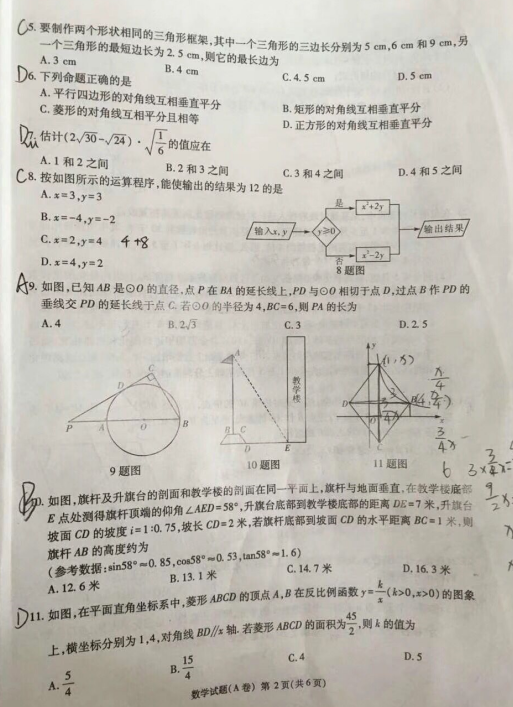 C5. 要制作两个形状相同的三角形框架,其中一个三角形的三边长分别为 5 cm,6 cm 和 9 cm,另
一个三角形的最短边长为 2.5 cm,则它的最长边为
A. 3 cm B. 4 cm C. 4.5 cm D. 5 cm
D6. 下列命题正确的是
A. 平行四边形的对角线互相垂直平分 B. 矩形的对角线互相垂直平分
C. 菱形的对角线互相平分且相等 D. 正方形的对角线互相垂直平分
D7. 估计(2√30-√24)·√(1/6) 的值应在
A. 1 和 2 之间 B. 2 和 3 之间 C. 3 和 4 之间 D. 4 和 5 之间
C8. 按如图所示的运算程序,能使输出的结果为 12 的是
A. x=3,y=3
B. x=-4,y=-2
C. x=2,y=4 4+8
D. x=4,y=2
输入x,y y≥0 是 x²+2y 否 x²-2y 输出结果
8题图
A9. 如图,已知 AB 是⊙O 的直径,点 P 在 BA 的延长线上,PD 与⊙O 相切于点 D,过点 B 作 PD 的
垂线交 PD 的延长线于点 C. 若⊙O 的半径为 4,BC=6,则 PA 的长为
A. 4 B. 2√3 C. 3 D. 2.5
P A O B D C
9题图
A B C D E 教学楼
10题图
y A D O B C x
11题图
B10. 如图,旗杆及升旗台的剖面和教学楼的剖面在同一平面上,旗杆与地面垂直,在教学楼底部
E 点处测得旗杆顶端的仰角∠AED=58°,升旗台底部到教学楼底部的距离 DE=7 米,升旗台
坡面 CD 的坡度 i=1:0.75,坡长 CD=2 米,若旗杆底部到坡面 CD 的水平距离 BC=1 米,则
旗杆 AB 的高度约为
(参考数据:sin58°≈0.85,cos58°≈0.53,tan58°≈1.6)
A. 12.6 米 B. 13.1 米 C. 14.7 米 D. 16.3 米
D11. 如图,在平面直角坐标系中,菱形 ABCD 的顶点 A,B 在反比例函数 y=k/x(k>0,x>0)的图象
上,横坐标分别为 1,4,对角线 BD∥x 轴. 若菱形 ABCD 的面积为45/2,则 k 的值为
A. 5/4 B. 15/4 C. 4 D. 5
数学试题(A卷) 第 2 页(共 6 页)